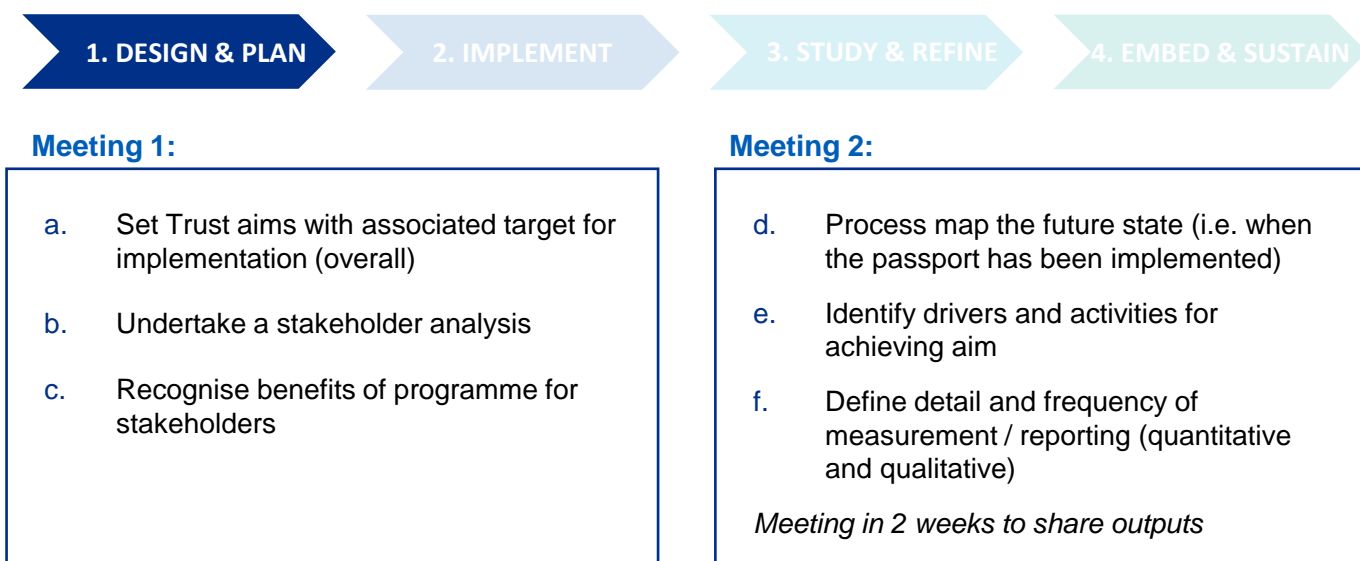 1. DESIGN & PLAN
2. IMPLEMENT
3. STUDY & REFINE
4. EMBED & SUSTAIN
Meeting 1:
a. Set Trust aims with associated target for
implementation (overall)
b. Undertake a stakeholder analysis
c. Recognise benefits of programme for
stakeholders
Meeting 2:
d. Process map the future state (i.e. when
the passport has been implemented)
e. Identify drivers and activities for
achieving aim
f. Define detail and frequency of
measurement / reporting (quantitative
and qualitative)
Meeting in 2 weeks to share outputs